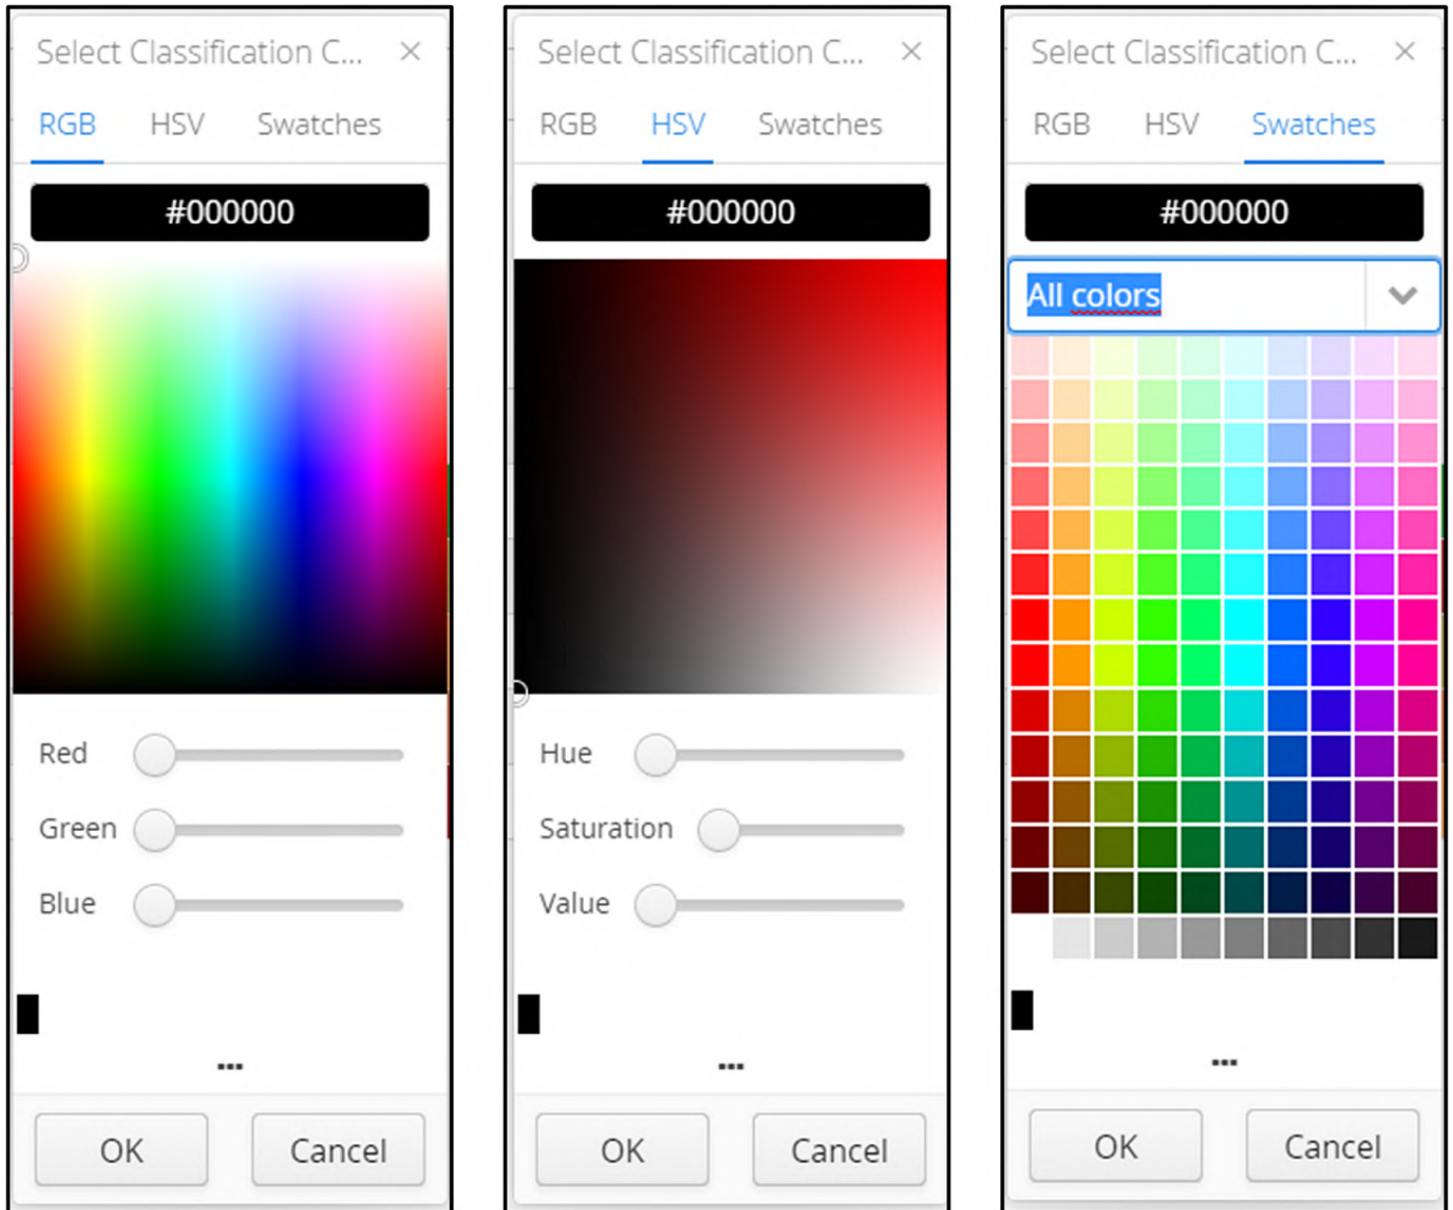 Select Classification C...
RGB HSV Swatches
#000000
Red
Green
Blue
...
OK Cancel
Select Classification C...
RGB HSV Swatches
#000000
Hue
Saturation
Value
...
OK Cancel
Select Classification C...
RGB HSV Swatches
#000000
All colors
...
OK Cancel